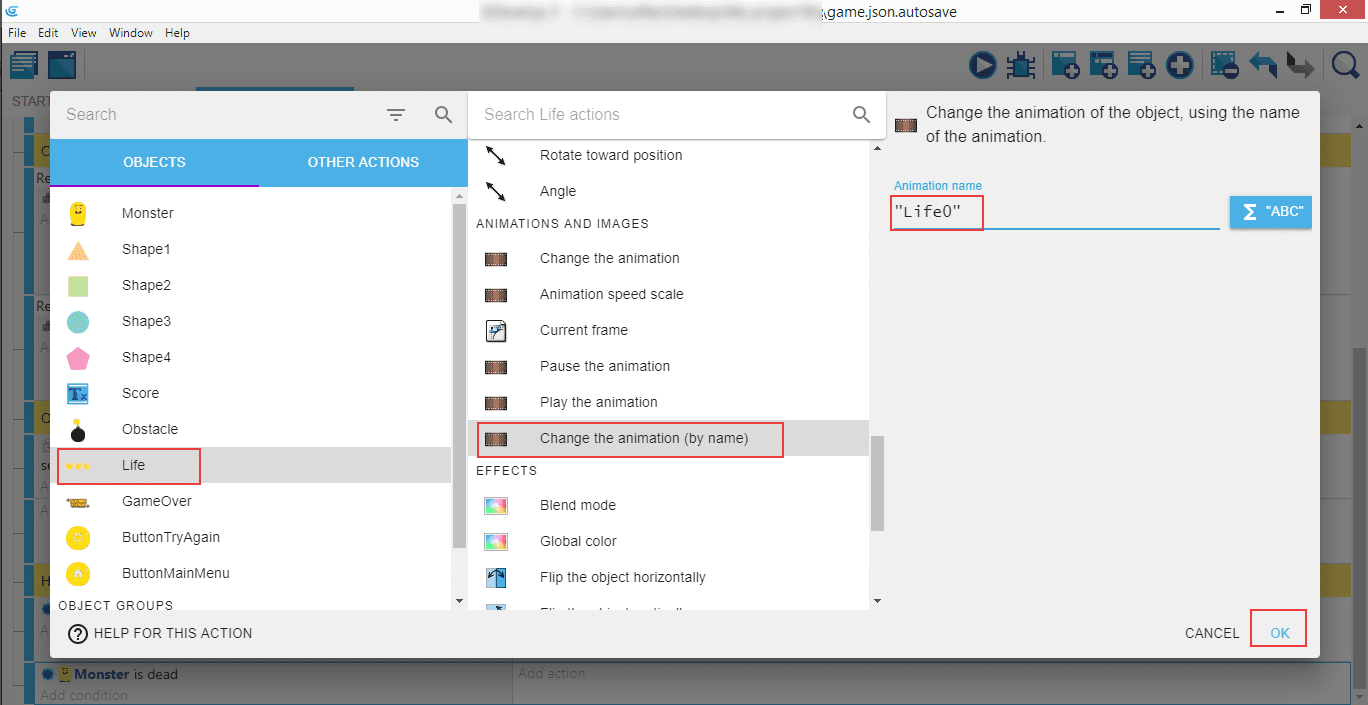 \game.json.autosave
File Edit View Window Help
START
Search
Search Life actions
Change the animation of the object, using the name
of the animation.
OBJECTS
OTHER ACTIONS
Monster
Shape1
Shape2
Shape3
Shape4
Score
Obstacle
Life
GameOver
ButtonTryAgain
ButtonMainMenu
OBJECT GROUPS
Rotate toward position
Angle
ANIMATIONS AND IMAGES
Change the animation
Animation speed scale
Current frame
Pause the animation
Play the animation
Change the animation (by name)
EFFECTS
Blend mode
Global color
Flip the object horizontally
Animation name
"Life0"
Σ "ABC"
? HELP FOR THIS ACTION
CANCEL
OK
Monster is dead
Add condition
Add action